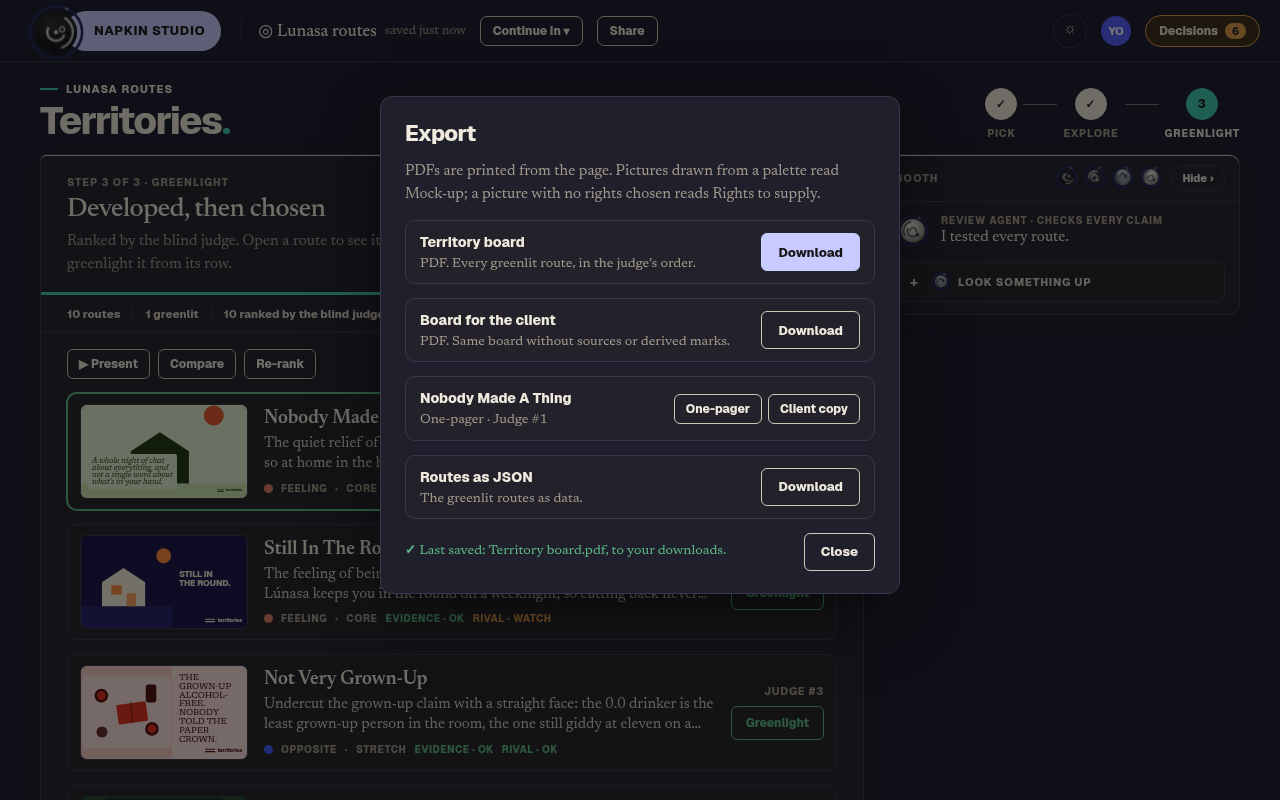 NAPKIN STUDIO
◎ Lunasa routes saved just now Continue in ▾ Share
☼ YO Decisions 6
LUNASA ROUTES
Territories.
✓ ✓ 3
PICK EXPLORE GREENLIGHT
STEP 3 OF 3 · GREENLIGHT
Developed, then chosen
Ranked by the blind judge. Open a route to see it
greenlight it from its row.
10 routes 1 greenlit 10 ranked by the blind judge
▶ Present Compare Re-rank
A whole night of chat
about everything, and
not a single word about
what's in your hand.
territories
Nobody Made
The quiet relief of
so at home in the
FEELING · CORE
STILL IN
THE ROUND.
territories
Still In The Ro
The feeling of bein
Lúnasa keeps you in the round on a weeknight, so cutting back never…
FEELING · CORE EVIDENCE · OK RIVAL · WATCH
Greenlight
THE
GROWN-UP
ALCOHOL-
FREE.
NOBODY
TOLD THE
PAPER
CROWN.
territories
Not Very Grown-Up
Undercut the grown-up claim with a straight face: the 0.0 drinker is the
least grown-up person in the room, the one still giddy at eleven on a…
OPPOSITE · STRETCH EVIDENCE · OK RIVAL · OK
JUDGE #3
Greenlight
Export
PDFs are printed from the page. Pictures drawn from a palette read
Mock-up; a picture with no rights chosen reads Rights to supply.
Territory board
PDF. Every greenlit route, in the judge's order.
Download
Board for the client
PDF. Same board without sources or derived marks.
Download
Nobody Made A Thing
One-pager · Judge #1
One-pager Client copy
Routes as JSON
The greenlit routes as data.
Download
✓ Last saved: Territory board.pdf, to your downloads.
Close
BOOTH
Hide ›
REVIEW AGENT · CHECKS EVERY CLAIM
I tested every route.
+ LOOK SOMETHING UP